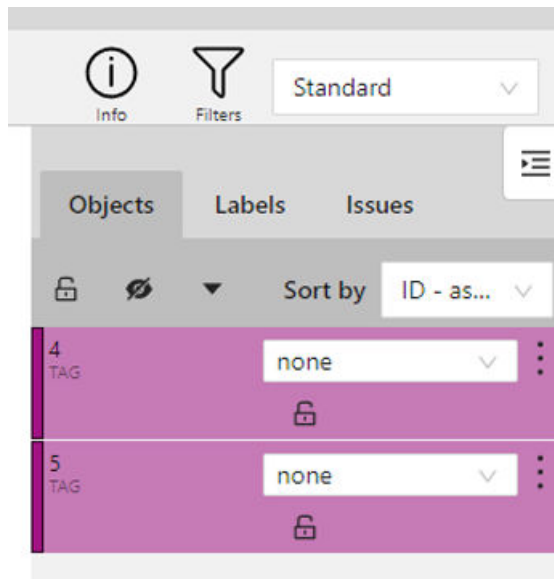 Info
Filters
Standard
Objects
Labels
Issues
Sort by
ID - as...
4
TAG
none
5
TAG
none